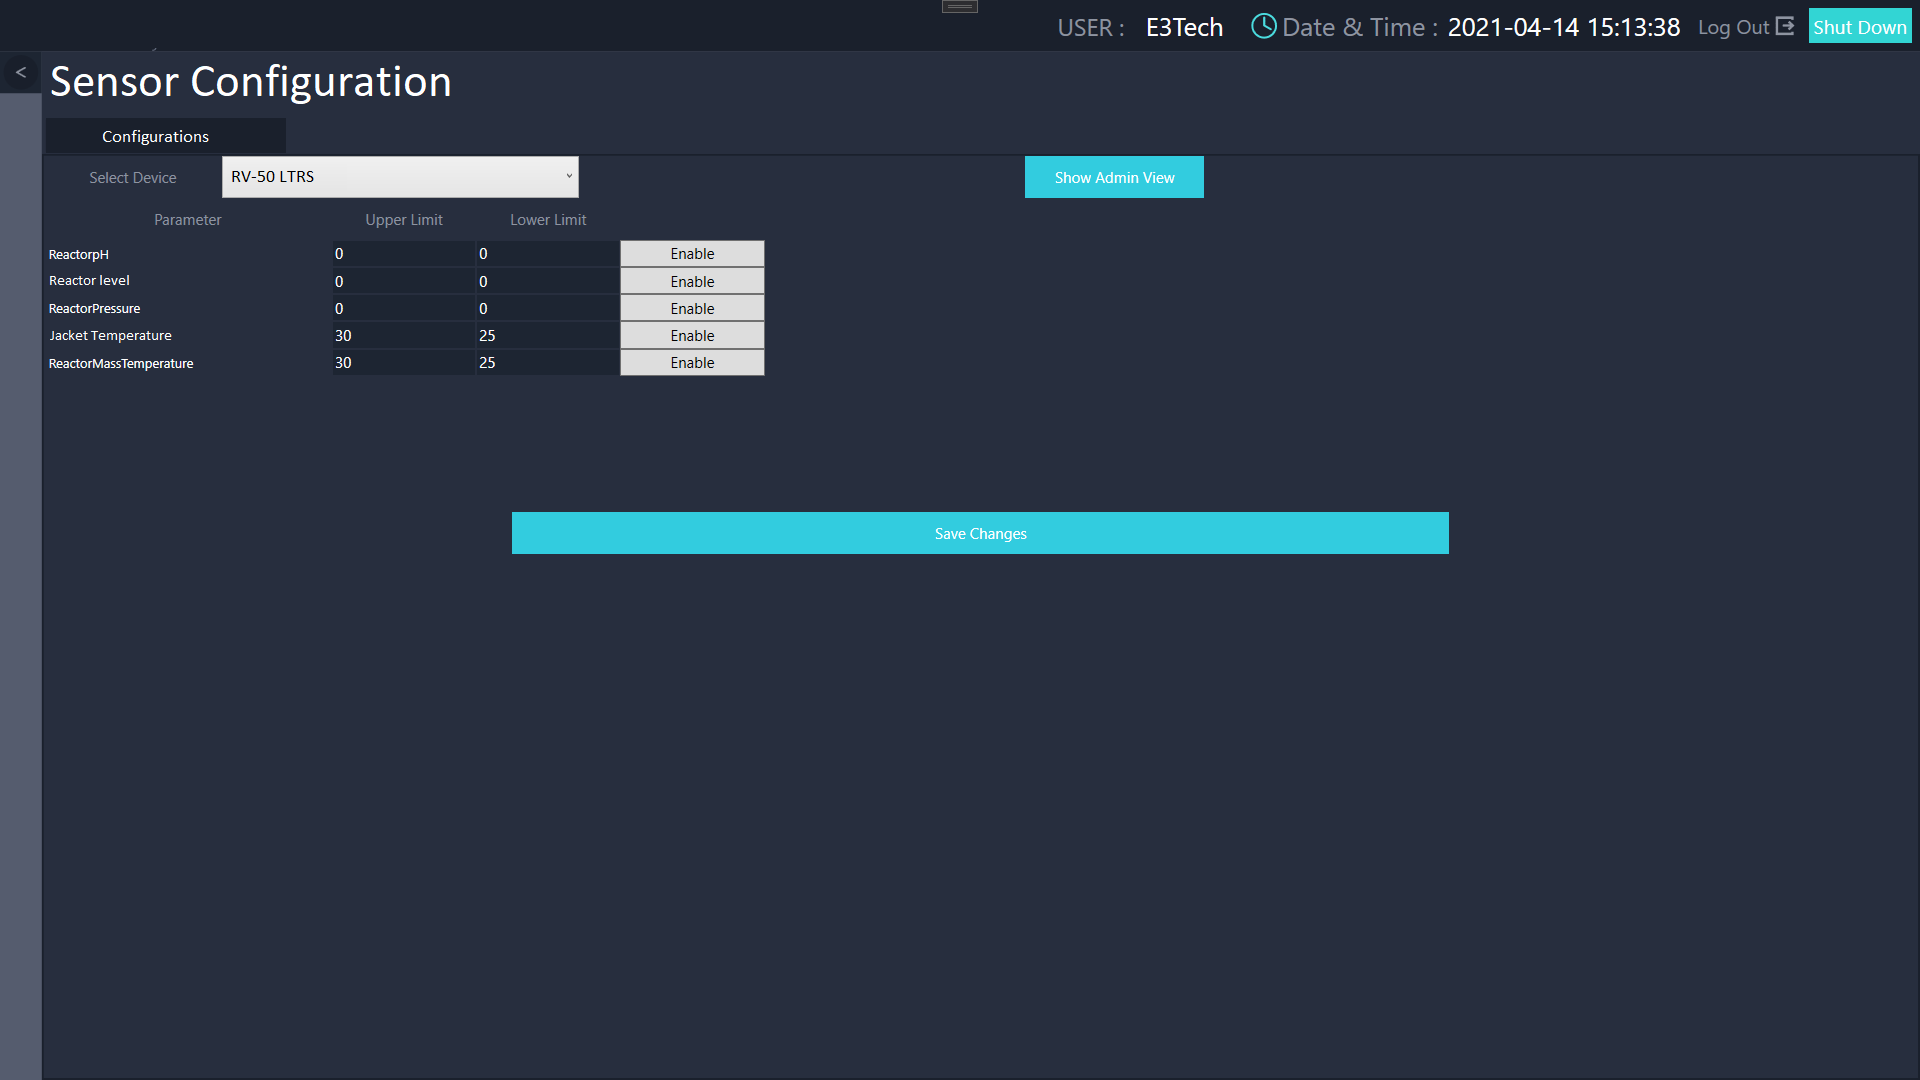 USER : E3Tech Date & Time : 2021-04-14 15:13:38 Log Out Shut Down
< Sensor Configuration
Configurations
Select Device RV-50 LTRS Show Admin View
Parameter Upper Limit Lower Limit
ReactorpH 0 0 Enable
Reactor level 0 0 Enable
ReactorPressure 0 0 Enable
Jacket Temperature 30 25 Enable
ReactorMassTemperature 30 25 Enable
Save Changes